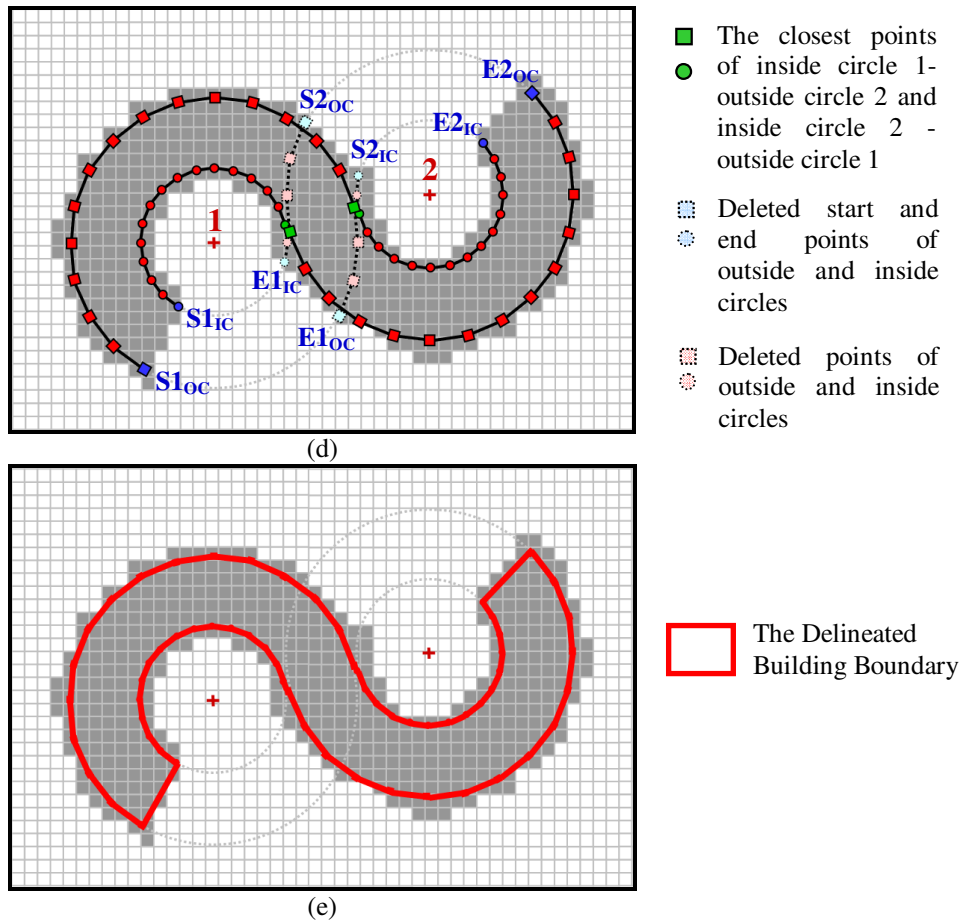 S2OC
E2OC
E2IC
S2IC
2
1
E1IC
S1IC
E1OC
S1OC
(d)
The closest points
of inside circle 1-
outside circle 2 and
inside circle 2 -
outside circle 1
Deleted start and
end points of
outside and inside
circles
Deleted points of
outside and inside
circles
(e)
The Delineated
Building Boundary